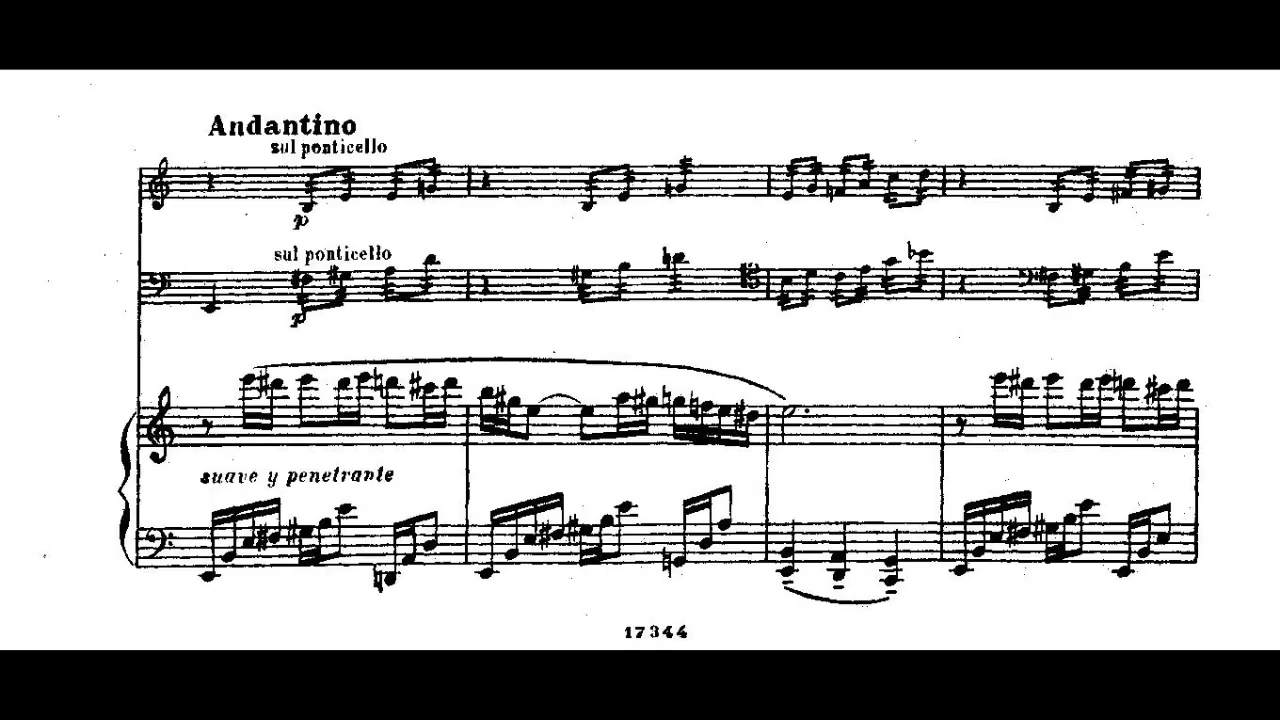 Andantino
sul ponticello
p
sul ponticello
p
suave y penetrante
17344